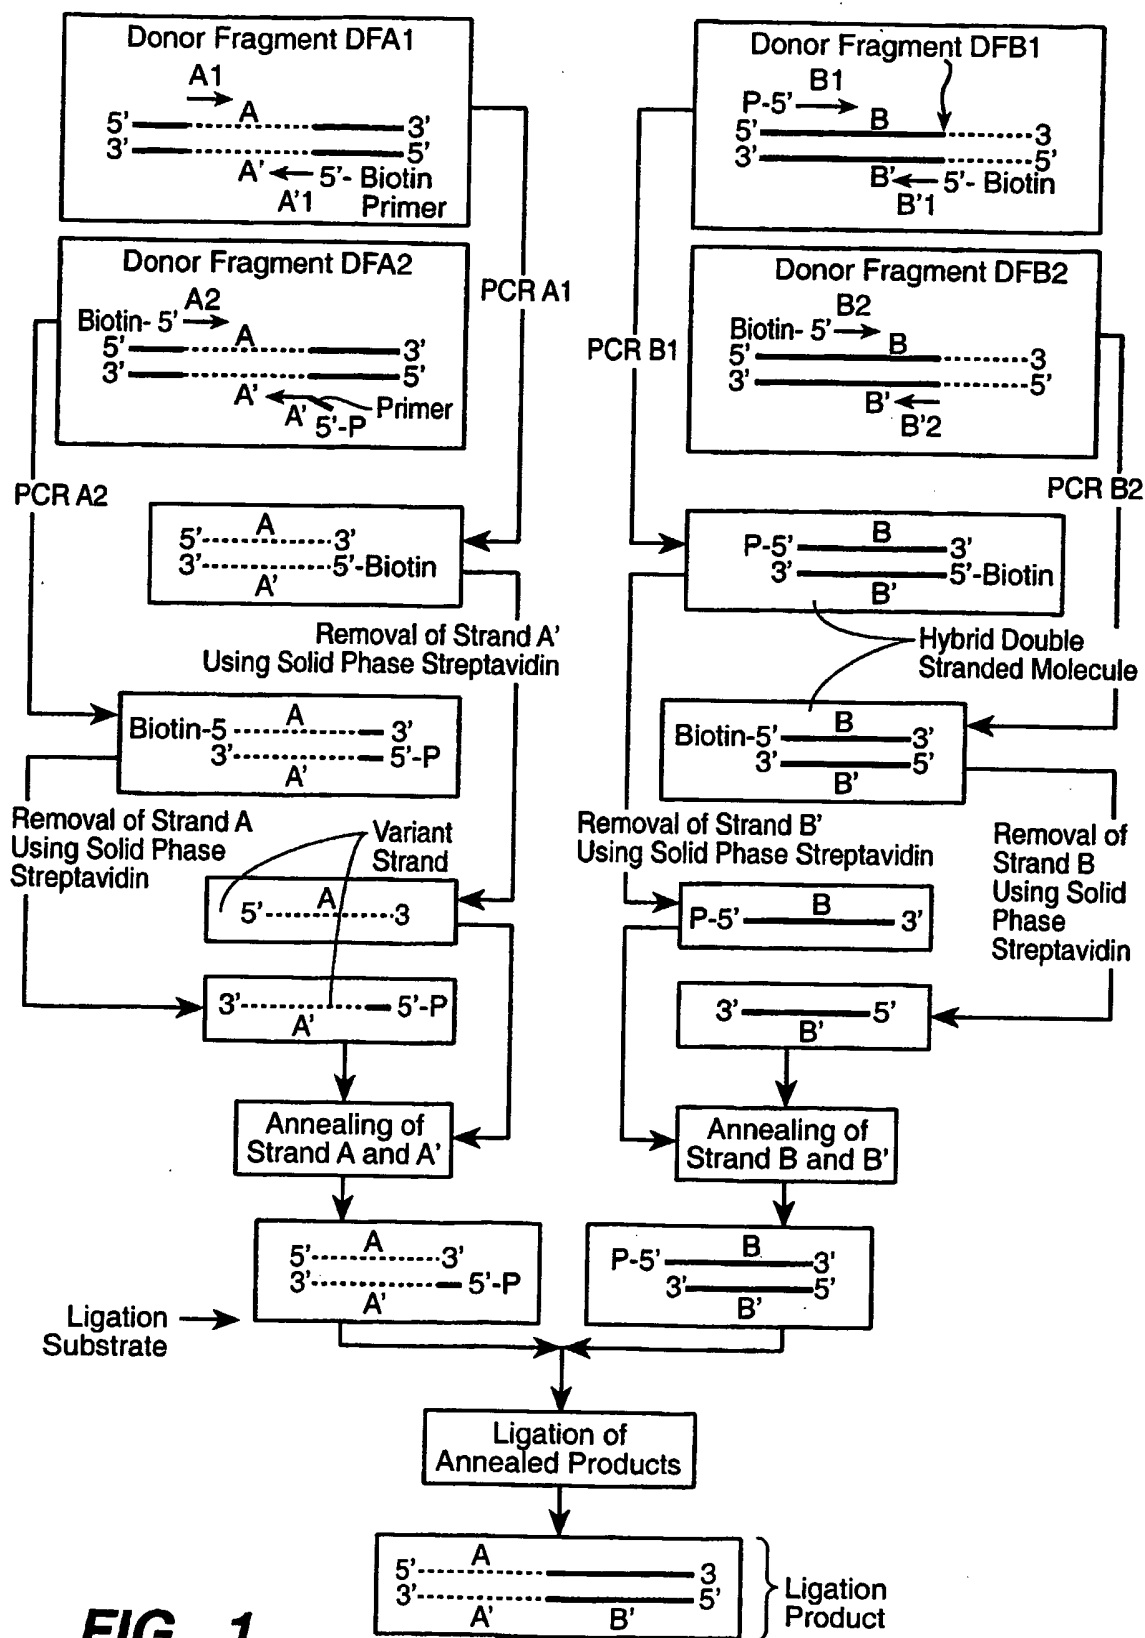 Donor Fragment DFA1
A1
A
5' 3'
3' 5'
A' 5'- Biotin
A'1 Primer
Donor Fragment DFA2
A2
Biotin- 5'
A
5' 3'
3' 5'
A' Primer
A' 5'-P
PCR A1
PCR A2
Donor Fragment DFB1
B1
P-5'
B
5' 3
3' 5'
B' 5'- Biotin
B'1
Donor Fragment DFB2
B2
Biotin- 5'
B
5' 3
3' 5'
B'
B'2
PCR B1
PCR B2
A
5' 3'
3' 5'-Biotin
A'
Removal of Strand A'
Using Solid Phase Streptavidin
A
Biotin-5 3'
3' 5'-P
A'
Removal of Strand A
Using Solid Phase
Streptavidin
Variant
Strand
A
5' 3
3' 5'-P
A'
Annealing of
Strand A and A'
B
P-5' 3'
3' 5'-Biotin
B'
Hybrid Double
Stranded Molecule
B
Biotin-5' 3'
3' 5'
B'
Removal of Strand B'
Using Solid Phase Streptavidin
Removal of
Strand B
Using Solid
Phase
Streptavidin
B
P-5' 3'
3' 5'
B'
Annealing of
Strand B and B'
A
5' 3'
3' 5'-P
A'
B
P-5' 3'
3' 5'
B'
Ligation
Substrate
Ligation of
Annealed Products
A
5' 3
3' 5'
A' B'
Ligation
Product
FIG. 1